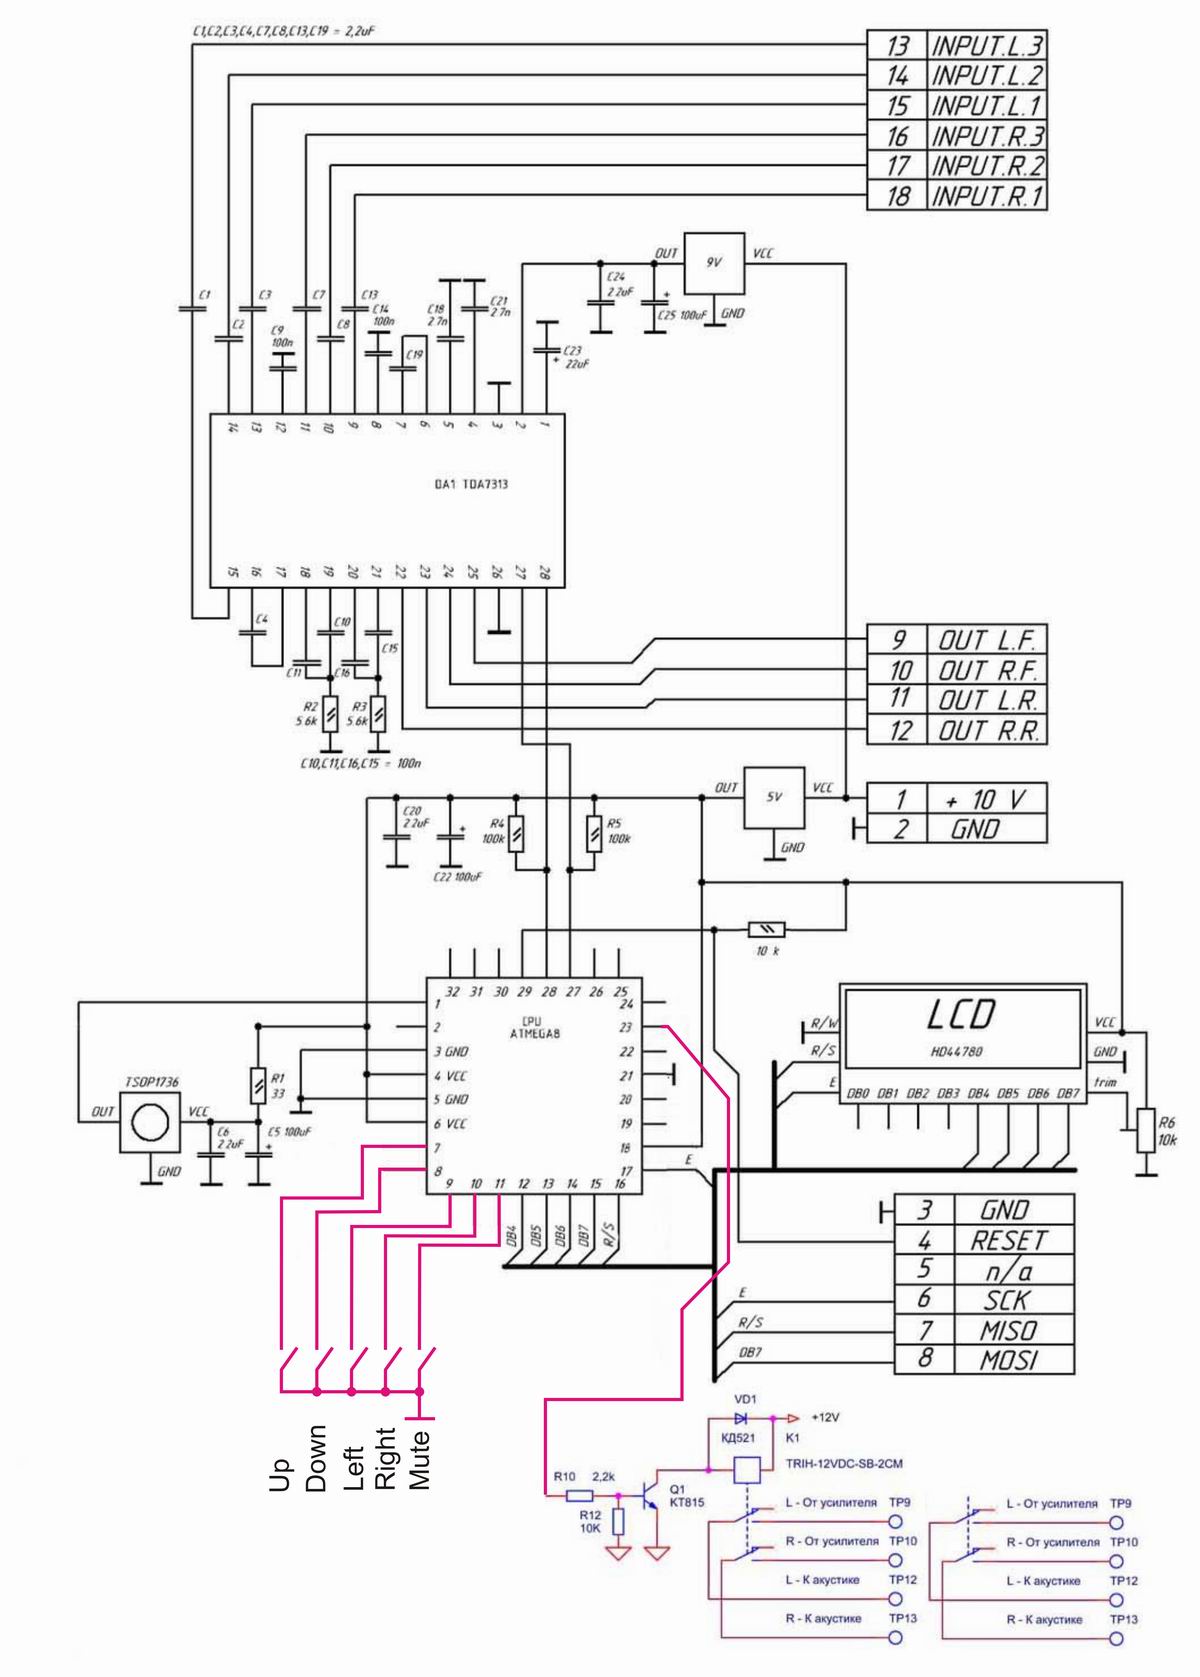 C1,C2,C3,C4,C7,C8,C13,C19 = 2,2uF
13 INPUT.L.3
14 INPUT.L.2
15 INPUT.L.1
16 INPUT.R.3
17 INPUT.R.2
18 INPUT.R.1
OUT 9V VCC
GND
C24
2.2uF
C25 100uF
C1 C3 C7 C13
C2 C8
C9
100n
C14
100n
C19
C18
2.7n
C21
2.7n
C23
22uF
14 13 12 11 10 9 8 7 6 5 4 3 2 1
DA1 TDA7313
15 16 17 18 19 20 21 22 23 24 25 26 27 28
C4 C10 C15
C11 C16
R2
5.6k
R3
5.6k
C10,C11,C16,C15 = 100n
9 OUT L.F.
10 OUT R.F.
11 OUT L.R.
12 OUT R.R.
OUT 5V VCC
GND
1 + 10 V
2 GND
C20
2.2uF
C22 100uF
R4
100k
R5
100k
10 k
32 31 30 29 28 27 26 25
CPU
ATMEGA8
1
2
3 GND
4 VCC
5 GND
6 VCC
7
8
24
23
22
21
20
19
18
17
9 10 11 12 13 14 15 16
DB4 DB5 DB6 DB7 R/S
E
TSOP1736
OUT VCC
GND
R1
33
C6
2.2uF
C5 100uF
LCD
HD44780
R/W
R/S
E
VCC
GND
trim
DB0 DB1 DB2 DB3 DB4 DB5 DB6 DB7
R6
10k
3 GND
4 RESET
5 n/a
6 SCK
7 MISO
8 MOSI
E
R/S
DB7
Up
Down
Left
Right
Mute
VD1
КД521
+12V
K1
TRIH-12VDC-SB-2CM
R10 2,2k
R12
10K
Q1
KT815
L - От усилителя TP9
R - От усилителя TP10
L - К акустике TP12
R - К акустике TP13
L - От усилителя TP9
R - От усилителя TP10
L - К акустике TP12
R - К акустике TP13